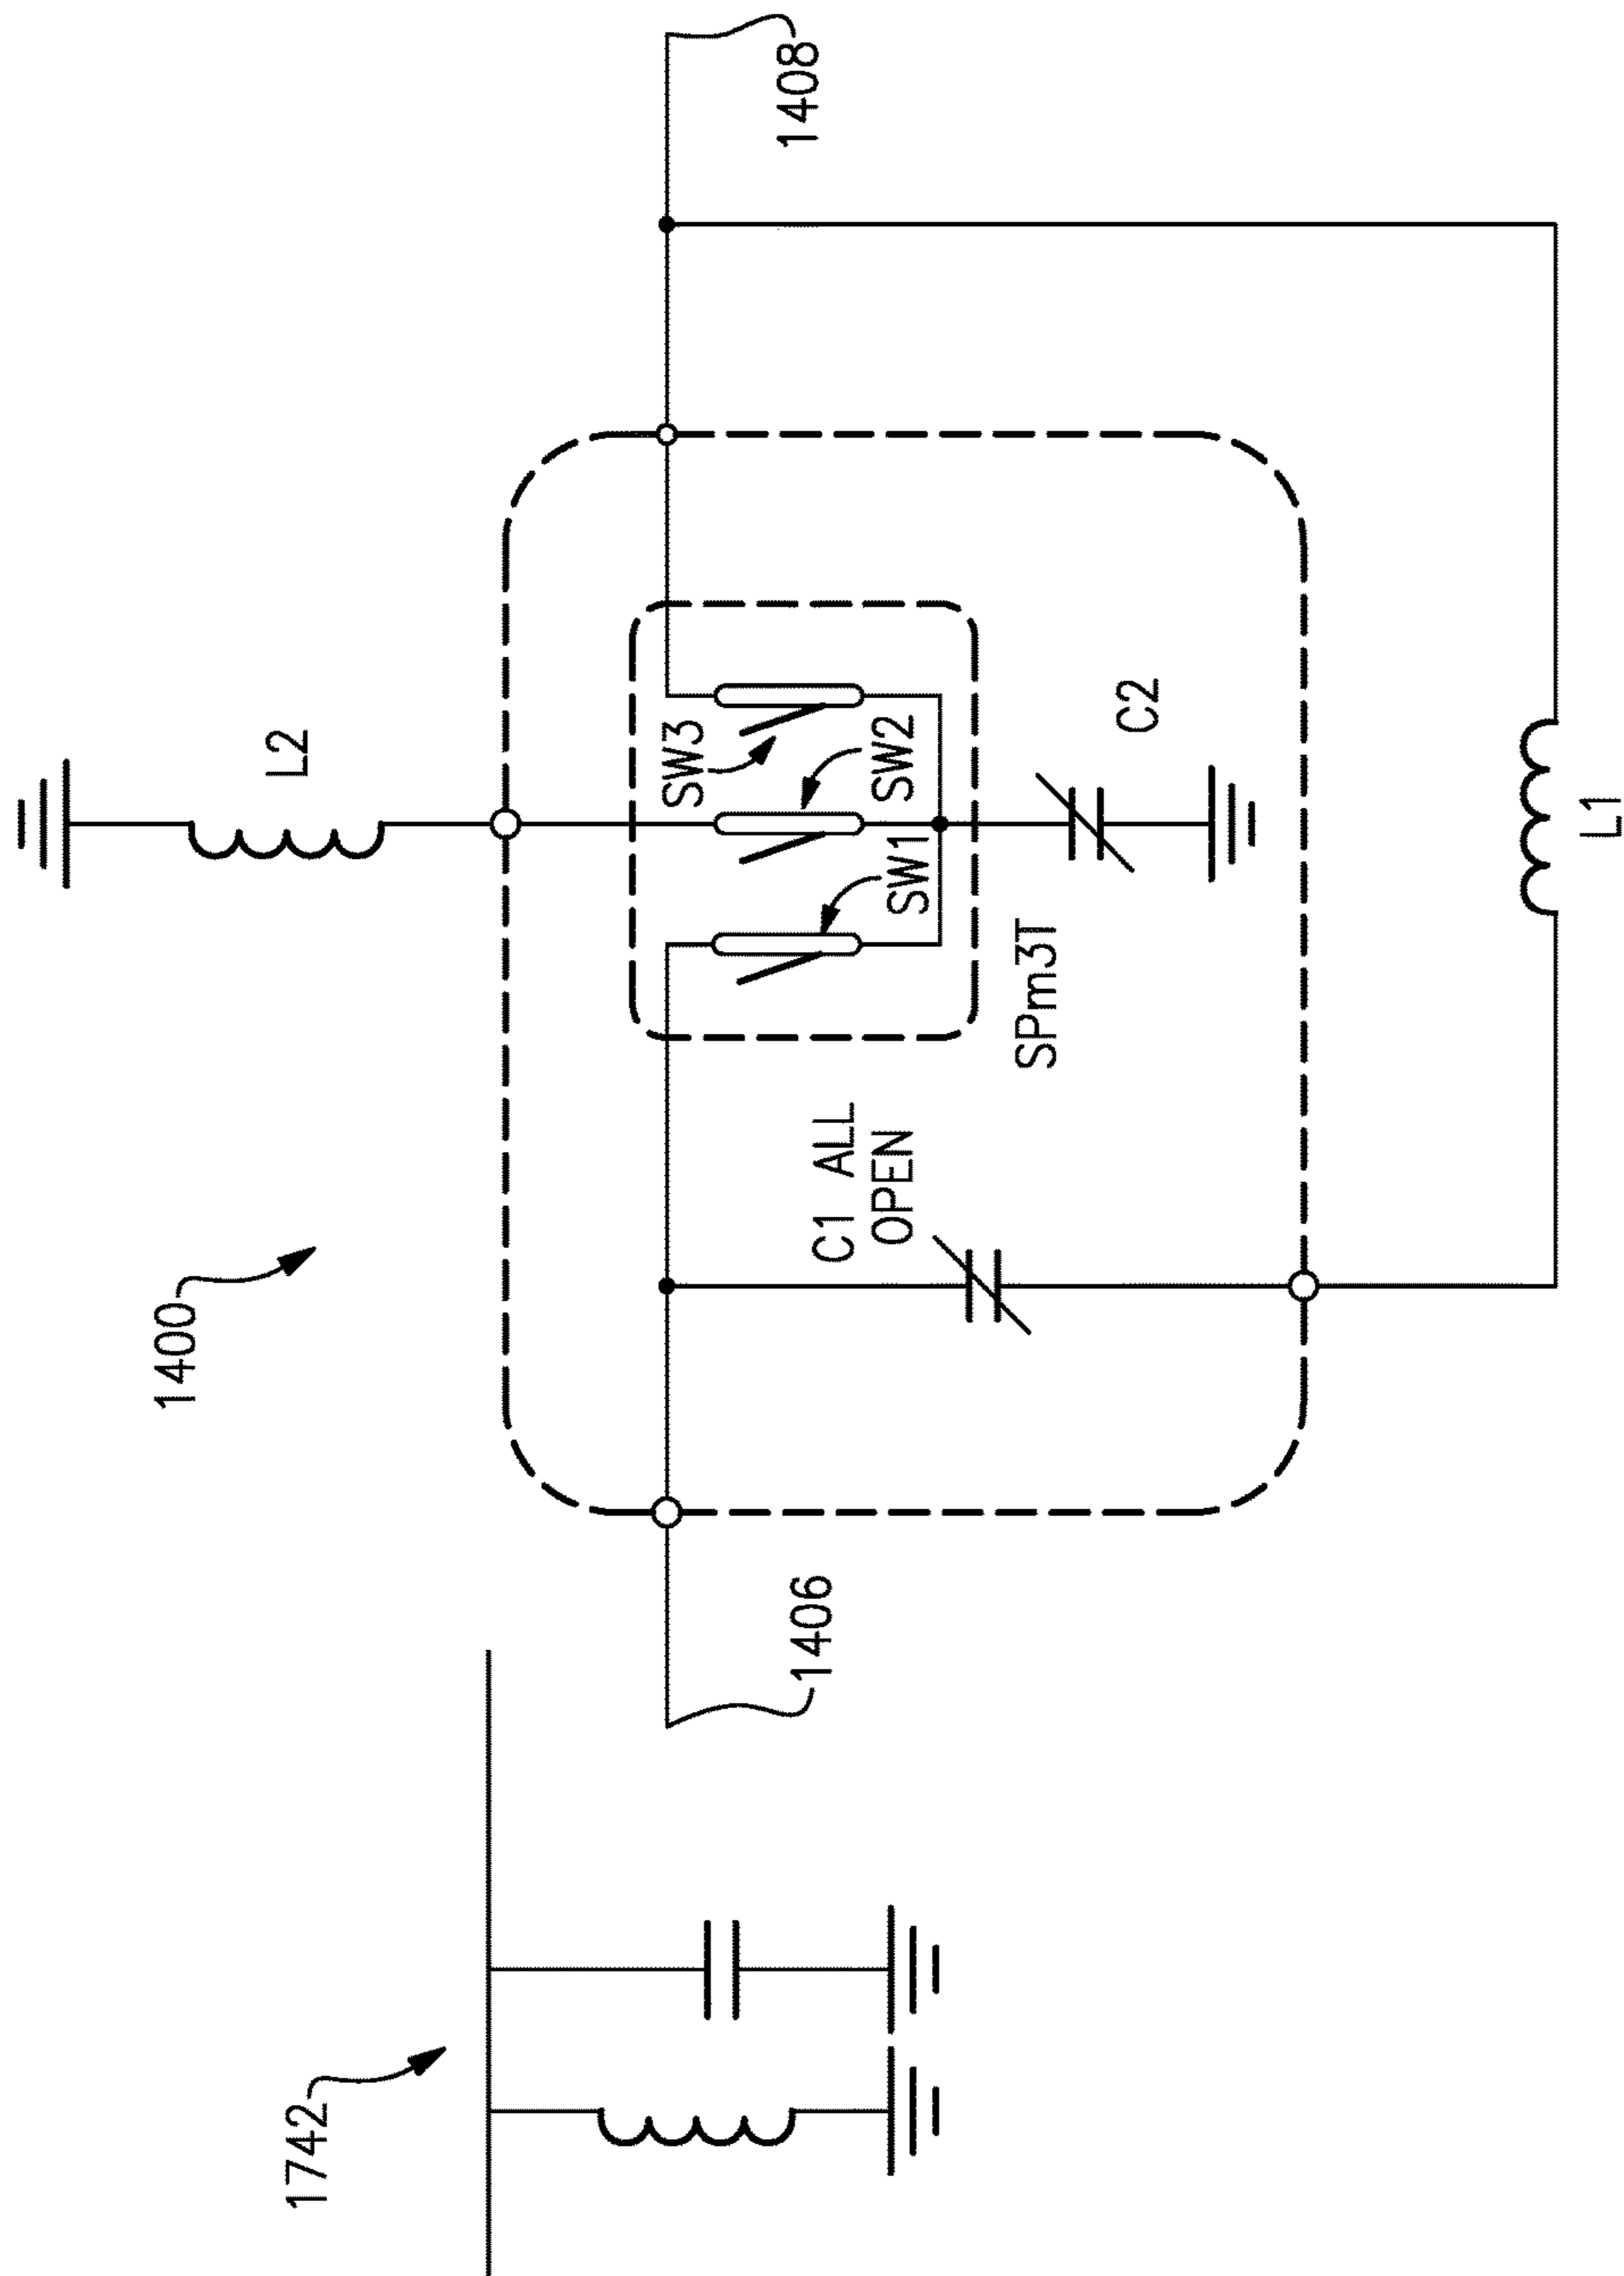 1408
L2
SW3
SW2
SW1
C2
L1
SPm3T
C1 ALL
OPEN
1400
1406
1742